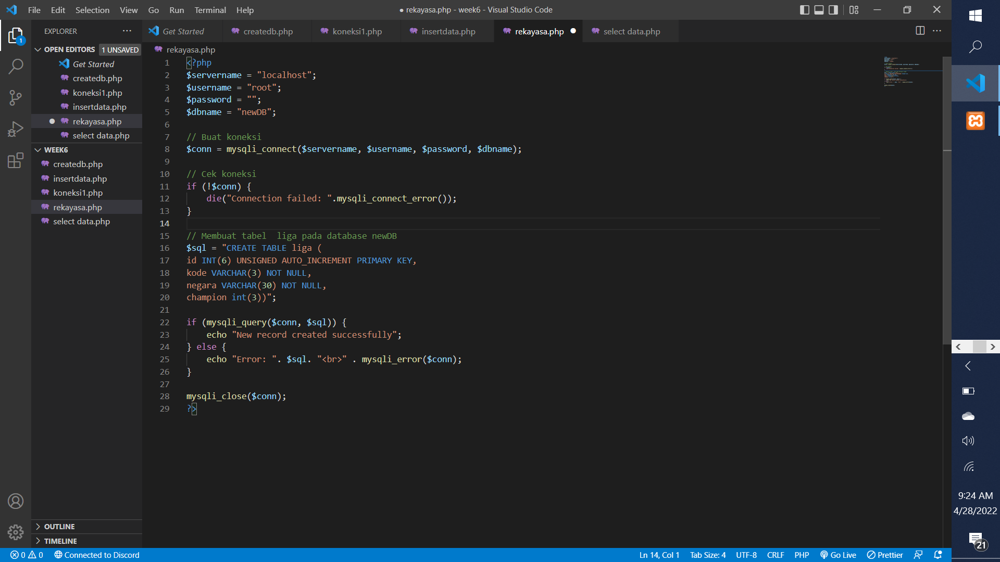 File Edit Selection View Go Run Terminal Help
● rekayasa.php - week6 - Visual Studio Code
EXPLORER
OPEN EDITORS 1 UNSAVED
Get Started
createdb.php
koneksi1.php
insertdata.php
rekayasa.php
select data.php
WEEK6
createdb.php
insertdata.php
koneksi1.php
rekayasa.php
select data.php
OUTLINE
TIMELINE
Get Started createdb.php koneksi1.php insertdata.php rekayasa.php select data.php
rekayasa.php
1 <?php
2 $servername = "localhost";
3 $username = "root";
4 $password = "";
5 $dbname = "newDB";
6
7 // Buat koneksi
8 $conn = mysqli_connect($servername, $username, $password, $dbname);
9
10 // Cek koneksi
11 if (!$conn) {
12     die("Connection failed: ".mysqli_connect_error());
13 }
14
15 // Membuat tabel  liga pada database newDB
16 $sql = "CREATE TABLE liga (
17 id INT(6) UNSIGNED AUTO_INCREMENT PRIMARY KEY,
18 kode VARCHAR(3) NOT NULL,
19 negara VARCHAR(30) NOT NULL,
20 champion int(3))";
21
22 if (mysqli_query($conn, $sql)) {
23     echo "New record created successfully";
24 } else {
25     echo "Error: ". $sql. "<br>" . mysqli_error($conn);
26 }
27
28 mysqli_close($conn);
29 ?>
1
0 0 Connected to Discord
Ln 14, Col 1 Tab Size: 4 UTF-8 CRLF PHP Go Live Prettier
9:24 AM
4/28/2022
21